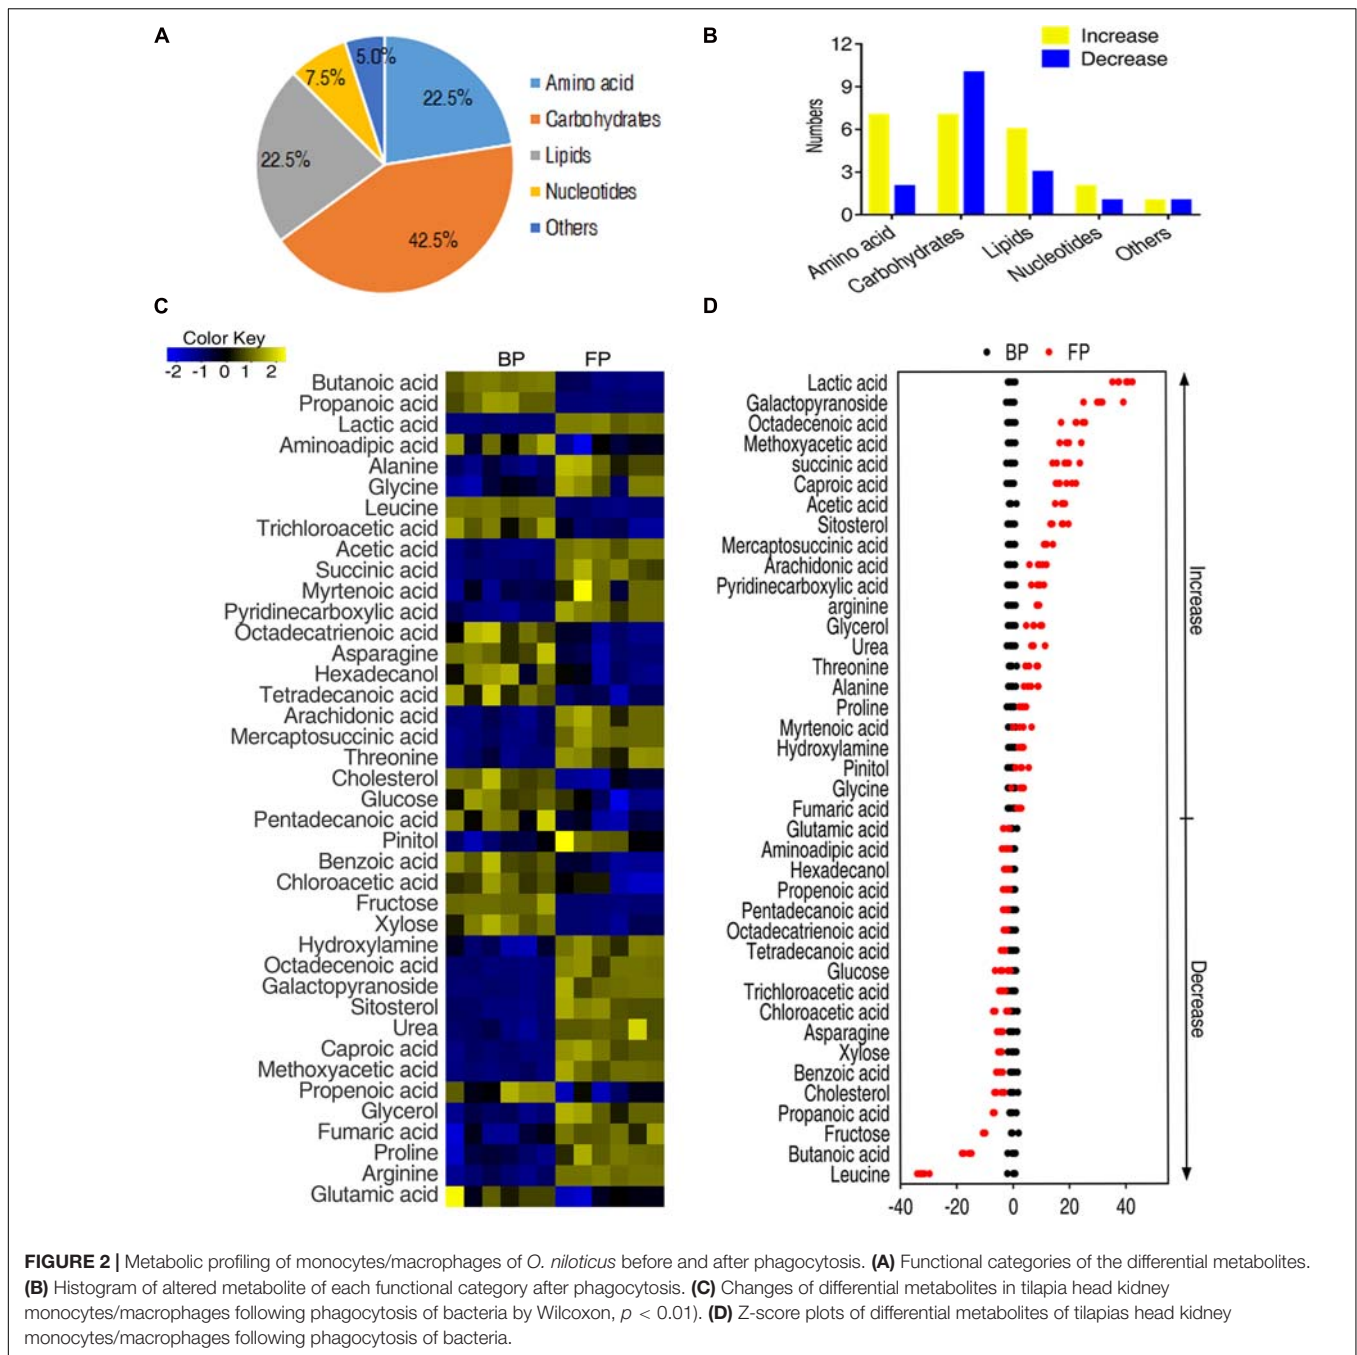 A
5.0%
7.5%
22.5%
22.5%
42.5%
Amino acid
Carbohydrates
Lipids
Nucleotides
Others
B
Increase
Decrease
12
9
6
3
0
Numbers
Amino acid
Carbohydrates
Lipids
Nucleotides
Others
C
Color Key
-2 -1 0 1 2
BP FP
Butanoic acid
Propanoic acid
Lactic acid
Aminoadipic acid
Alanine
Glycine
Leucine
Trichloroacetic acid
Acetic acid
Succinic acid
Myrtenoic acid
Pyridinecarboxylic acid
Octadecatrienoic acid
Asparagine
Hexadecanol
Tetradecanoic acid
Arachidonic acid
Mercaptosuccinic acid
Threonine
Cholesterol
Glucose
Pentadecanoic acid
Pinitol
Benzoic acid
Chloroacetic acid
Fructose
Xylose
Hydroxylamine
Octadecenoic acid
Galactopyranoside
Sitosterol
Urea
Caproic acid
Methoxyacetic acid
Propenoic acid
Glycerol
Fumaric acid
Proline
Arginine
Glutamic acid
D
BP FP
Lactic acid
Galactopyranoside
Octadecenoic acid
Methoxyacetic acid
succinic acid
Caproic acid
Acetic acid
Sitosterol
Mercaptosuccinic acid
Arachidonic acid
Pyridinecarboxylic acid
arginine
Glycerol
Urea
Threonine
Alanine
Proline
Myrtenoic acid
Hydroxylamine
Pinitol
Glycine
Fumaric acid
Glutamic acid
Aminoadipic acid
Hexadecanol
Propenoic acid
Pentadecanoic acid
Octadecatrienoic acid
Tetradecanoic acid
Glucose
Trichloroacetic acid
Chloroacetic acid
Asparagine
Xylose
Benzoic acid
Cholesterol
Propanoic acid
Fructose
Butanoic acid
Leucine
-40 -20 0 20 40
Increase
Decrease
FIGURE 2 | Metabolic profiling of monocytes/macrophages of O. niloticus before and after phagocytosis. (A) Functional categories of the differential metabolites.
(B) Histogram of altered metabolite of each functional category after phagocytosis. (C) Changes of differential metabolites in tilapia head kidney
monocytes/macrophages following phagocytosis of bacteria by Wilcoxon, p < 0.01). (D) Z-score plots of differential metabolites of tilapias head kidney
monocytes/macrophages following phagocytosis of bacteria.